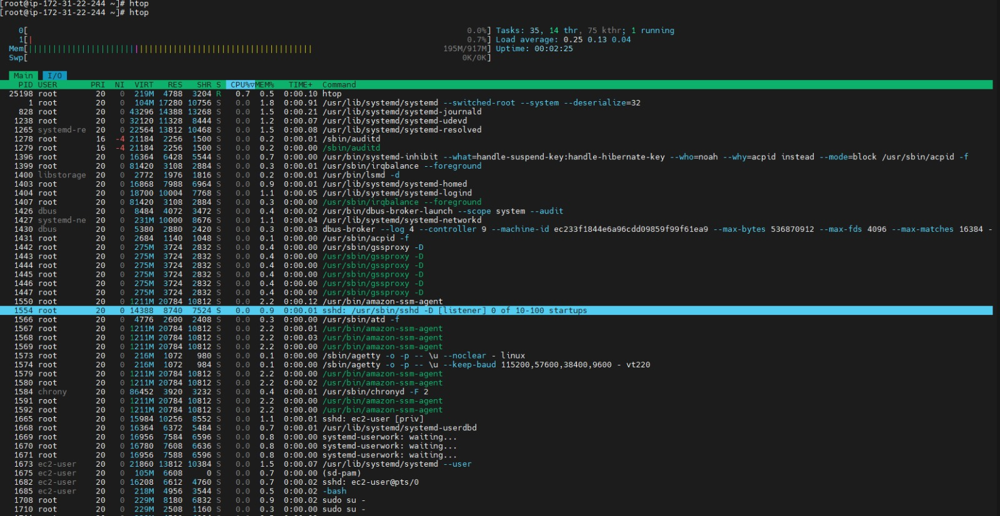 [root@ip-172-31-22-244 ~]# htop
[root@ip-172-31-22-244 ~]# htop
0[ 0.0%] Tasks: 35, 14 thr, 75 kthr; 1 running
1[| 0.7%] Load average: 0.25 0.13 0.04
Mem[ 195M/917M] Uptime: 00:02:25
Swp[ 0K/0K]
Main I/O
PID USER PRI NI VIRT RES SHR S CPU%▽MEM% TIME+ Command
25198 root 20 0 219M 4788 3204 R 0.7 0.5 0:00.10 htop
1 root 20 0 104M 17280 10756 S 0.0 1.8 0:00.91 /usr/lib/systemd/systemd --switched-root --system --deserialize=32
828 root 20 0 43296 14388 13268 S 0.0 1.5 0:00.21 /usr/lib/systemd/systemd-journald
1238 root 20 0 32120 11328 8444 S 0.0 1.2 0:00.07 /usr/lib/systemd/systemd-udevd
1265 systemd-re 20 0 22564 13812 10468 S 0.0 1.5 0:00.08 /usr/lib/systemd/systemd-resolved
1278 root 16 -4 21184 2256 1500 S 0.0 0.2 0:00.01 /sbin/auditd
1279 root 16 -4 21184 2256 1500 S 0.0 0.2 0:00.00 /sbin/auditd
1396 root 20 0 16364 6428 5544 S 0.0 0.7 0:00.00 /usr/bin/systemd-inhibit --what=handle-suspend-key:handle-hibernate-key --who=noah --why=acpid instead --mode=block /usr/sbin/acpid -f
1399 root 20 0 81420 3108 2884 S 0.0 0.3 0:00.01 /usr/sbin/irqbalance --foreground
1400 libstorage 20 0 2772 1976 1816 S 0.0 0.2 0:00.01 /usr/bin/lsmd -d
1403 root 20 0 16868 7988 6964 S 0.0 0.9 0:00.01 /usr/lib/systemd/systemd-homed
1404 root 20 0 18700 10004 7768 S 0.0 1.1 0:00.05 /usr/lib/systemd/systemd-logind
1407 root 20 0 81420 3108 2884 S 0.0 0.3 0:00.00 /usr/sbin/irqbalance --foreground
1426 dbus 20 0 8484 4072 3472 S 0.0 0.4 0:00.02 /usr/bin/dbus-broker-launch --scope system --audit
1427 systemd-ne 20 0 231M 10000 8676 S 0.0 1.1 0:00.04 /usr/lib/systemd/systemd-networkd
1430 dbus 20 0 5380 2880 2420 S 0.0 0.3 0:00.03 dbus-broker --log 4 --controller 9 --machine-id ec233f1844e6a96cdd09859f99f61ea9 --max-bytes 536870912 --max-fds 4096 --max-matches 16384 -
1431 root 20 0 2684 1140 1048 S 0.0 0.1 0:00.00 /usr/sbin/acpid -f
1442 root 20 0 275M 3724 2832 S 0.0 0.4 0:00.00 /usr/sbin/gssproxy -D
1443 root 20 0 275M 3724 2832 S 0.0 0.4 0:00.00 /usr/sbin/gssproxy -D
1444 root 20 0 275M 3724 2832 S 0.0 0.4 0:00.00 /usr/sbin/gssproxy -D
1445 root 20 0 275M 3724 2832 S 0.0 0.4 0:00.00 /usr/sbin/gssproxy -D
1446 root 20 0 275M 3724 2832 S 0.0 0.4 0:00.00 /usr/sbin/gssproxy -D
1447 root 20 0 275M 3724 2832 S 0.0 0.4 0:00.00 /usr/sbin/gssproxy -D
1550 root 20 0 1211M 20784 10812 S 0.0 2.2 0:00.12 /usr/bin/amazon-ssm-agent
1554 root 20 0 14388 8740 7524 S 0.0 0.9 0:00.01 sshd: /usr/sbin/sshd -D [listener] 0 of 10-100 startups
1566 root 20 0 4776 2600 2408 S 0.0 0.3 0:00.00 /usr/sbin/atd -f
1567 root 20 0 1211M 20784 10812 S 0.0 2.2 0:00.01 /usr/bin/amazon-ssm-agent
1568 root 20 0 1211M 20784 10812 S 0.0 2.2 0:00.03 /usr/bin/amazon-ssm-agent
1569 root 20 0 1211M 20784 10812 S 0.0 2.2 0:00.00 /usr/bin/amazon-ssm-agent
1573 root 20 0 216M 1072 980 S 0.0 0.1 0:00.00 /sbin/agetty -o -p -- \u --noclear - linux
1574 root 20 0 216M 1072 984 S 0.0 0.1 0:00.00 /sbin/agetty -o -p -- \u --keep-baud 115200,57600,38400,9600 - vt220
1579 root 20 0 1211M 20784 10812 S 0.0 2.2 0:00.00 /usr/bin/amazon-ssm-agent
1580 root 20 0 1211M 20784 10812 S 0.0 2.2 0:00.02 /usr/bin/amazon-ssm-agent
1584 chrony 20 0 86452 3920 3232 S 0.0 0.4 0:00.01 /usr/sbin/chronyd -F 2
1591 root 20 0 1211M 20784 10812 S 0.0 2.2 0:00.00 /usr/bin/amazon-ssm-agent
1592 root 20 0 1211M 20784 10812 S 0.0 2.2 0:00.00 /usr/bin/amazon-ssm-agent
1665 root 20 0 15984 10256 8552 S 0.0 1.1 0:00.01 sshd: ec2-user [priv]
1668 root 20 0 16364 6372 5484 S 0.0 0.7 0:00.01 /usr/lib/systemd/systemd-userdbd
1669 root 20 0 16956 7584 6596 S 0.0 0.8 0:00.00 systemd-userwork: waiting...
1670 root 20 0 16780 7608 6636 S 0.0 0.8 0:00.00 systemd-userwork: waiting...
1671 root 20 0 16956 7588 6596 S 0.0 0.8 0:00.00 systemd-userwork: waiting...
1673 ec2-user 20 0 21860 13812 10384 S 0.0 1.5 0:00.07 /usr/lib/systemd/systemd --user
1675 ec2-user 20 0 105M 6608 0 S 0.0 0.7 0:00.00 (sd-pam)
1682 ec2-user 20 0 16208 6612 4760 S 0.0 0.7 0:00.02 sshd: ec2-user@pts/0
1685 ec2-user 20 0 218M 4956 3544 S 0.0 0.5 0:00.02 -bash
1708 root 20 0 229M 8180 6832 S 0.0 0.9 0:00.02 sudo su -
1710 root 20 0 229M 2508 1160 S 0.0 0.3 0:00.00 sudo su -